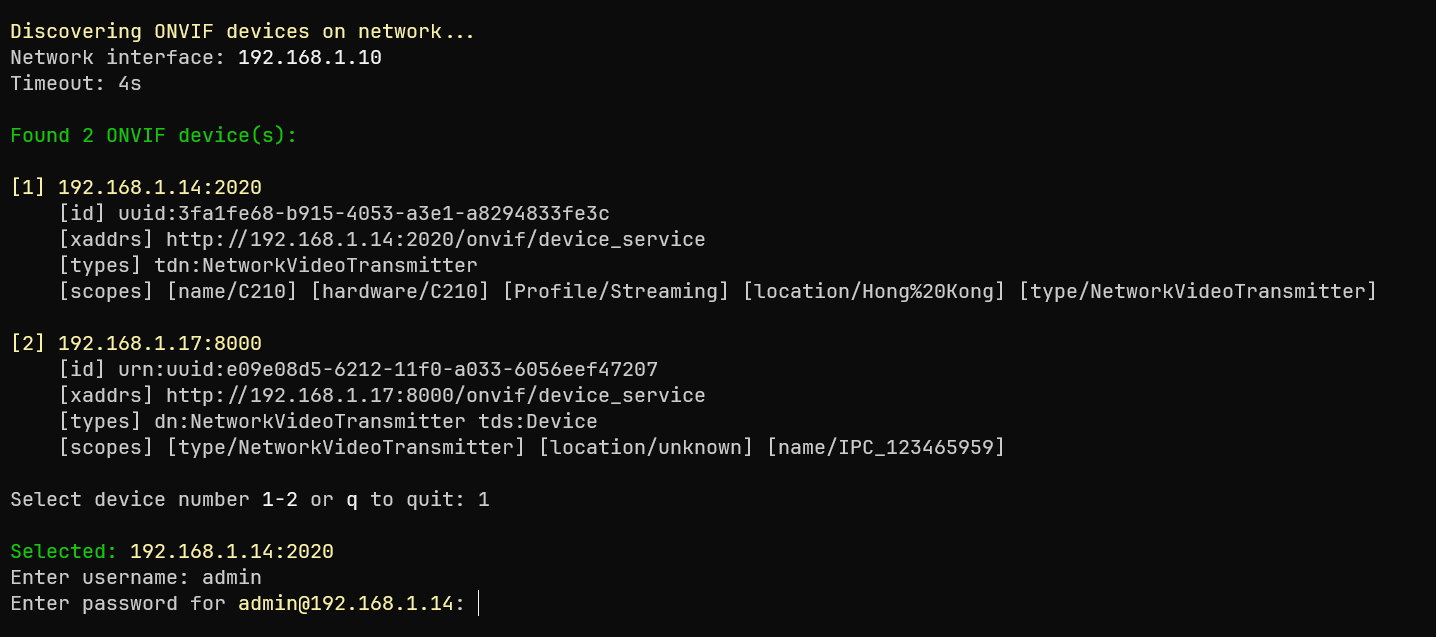 Discovering ONVIF devices on network...
Network interface: 192.168.1.10
Timeout: 4s
Found 2 ONVIF device(s):
[1] 192.168.1.14:2020
[id] uuid:3fa1fe68-b915-4053-a3e1-a8294833fe3c
[xaddrs] http://192.168.1.14:2020/onvif/device_service
[types] tdn:NetworkVideoTransmitter
[scopes] [name/C210] [hardware/C210] [Profile/Streaming] [location/Hong%20Kong] [type/NetworkVideoTransmitter]
[2] 192.168.1.17:8000
[id] urn:uuid:e09e08d5-6212-11f0-a033-6056eef47207
[xaddrs] http://192.168.1.17:8000/onvif/device_service
[types] dn:NetworkVideoTransmitter tds:Device
[scopes] [type/NetworkVideoTransmitter] [location/unknown] [name/IPC_123465959]
Select device number 1-2 or q to quit: 1
Selected: 192.168.1.14:2020
Enter username: admin
Enter password for admin@192.168.1.14: